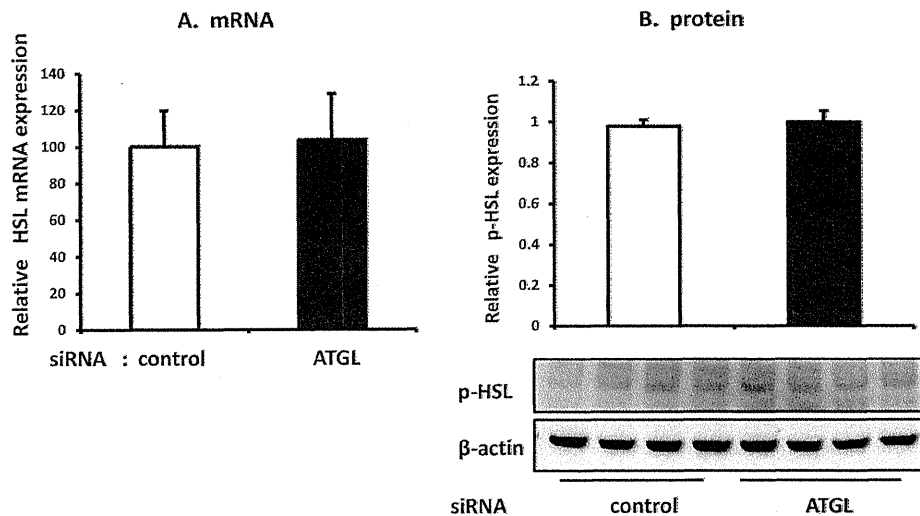 A. mRNA
Relative HSL mRNA expression
140
120
100
80
60
40
20
0
siRNA : control ATGL
B. protein
Relative p-HSL expression
1.2
1
0.8
0.6
0.4
0.2
0
p-HSL
β-actin
siRNA control ATGL